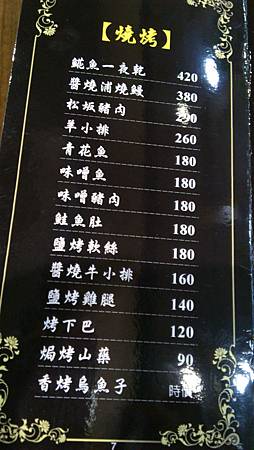 【燒烤】
鯱魚一夜乾 420
醬燒浦燒鰻 380
松坂豬肉
羊小排 260
青花魚 180
味噌魚 180
味噌豬肉 180
鮭魚肚 180
鹽烤軟絲 180
醬燒牛小排 160
鹽烤雞腿 140
烤下巴 120
焗烤山藥 90
香烤烏魚子 時價
7